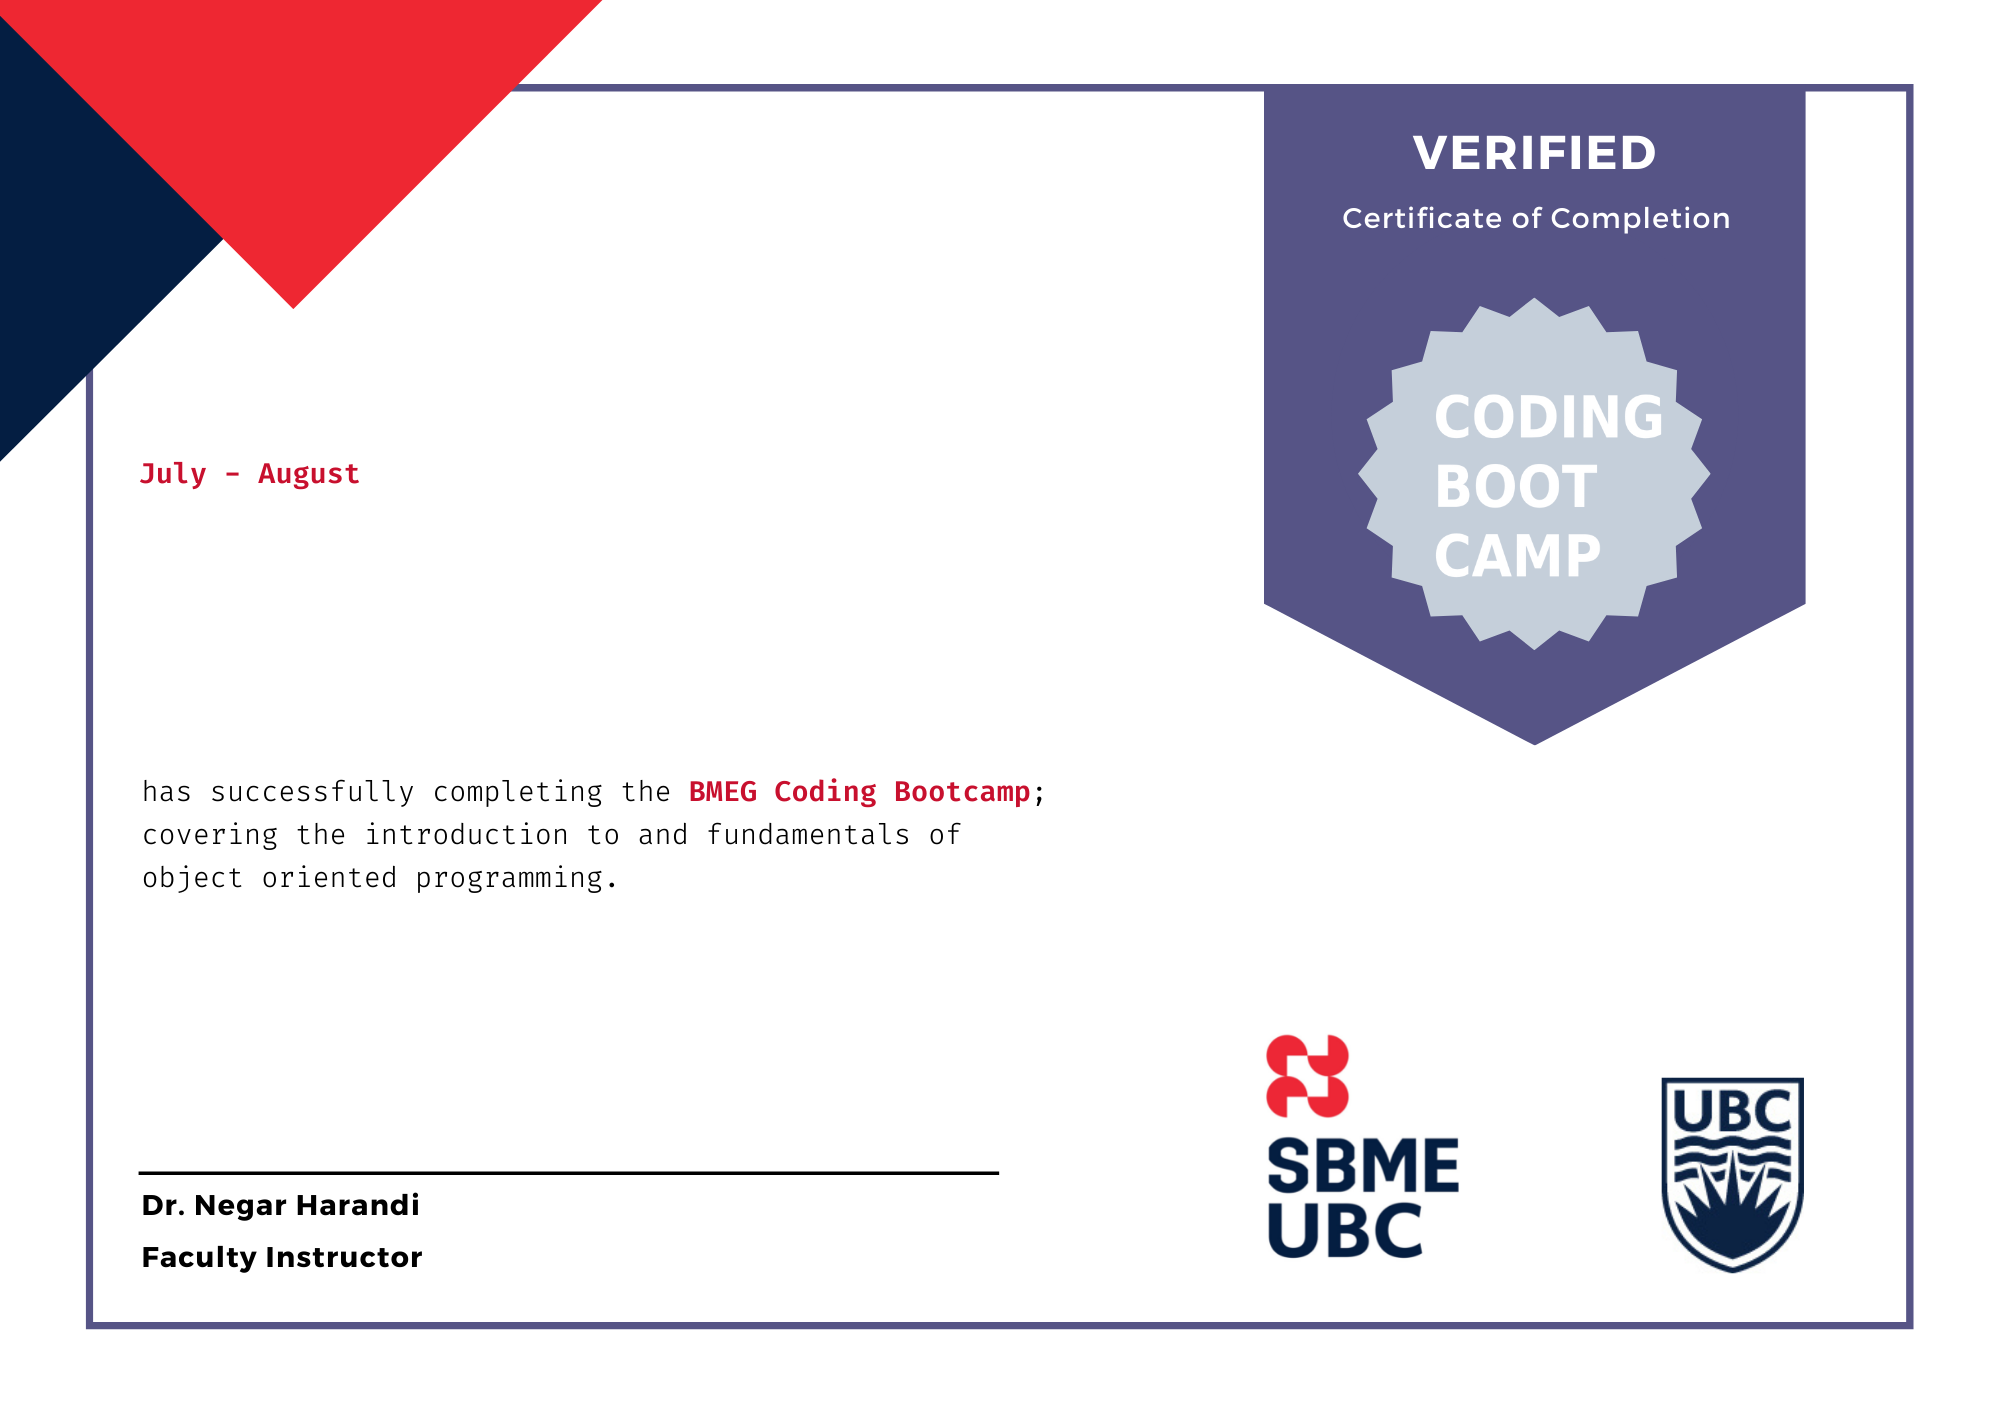 VERIFIED
Certificate of Completion
CODING
BOOT
CAMP
July - August
has successfully completing the BMEG Coding Bootcamp;
covering the introduction to and fundamentals of
object oriented programming.
Dr. Negar Harandi
Faculty Instructor
SBME
UBC
UBC